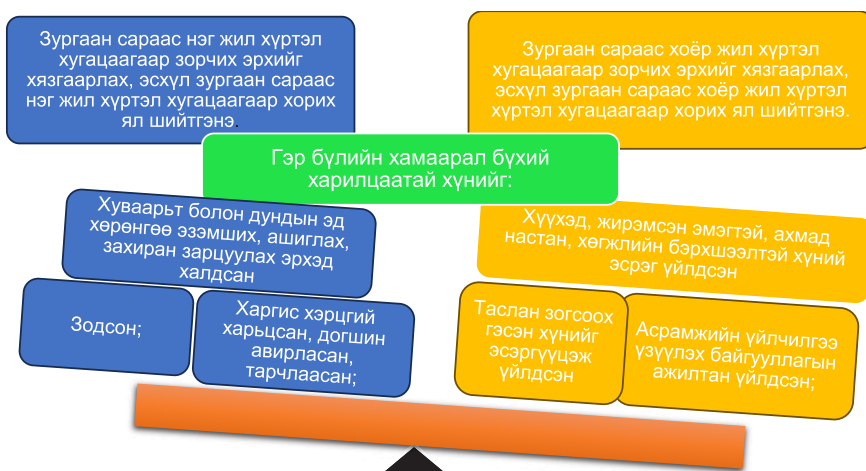 Зургаан сараас нэг жил хүртэл
хугацаагаар зорчих эрхийг
хязгаарлах, эсхүл зургаан сараас
нэг жил хүртэл хугацаагаар хорих
ял шийтгэнэ.
Зургаан сараас хоёр жил хүртэл
хугацаагаар зорчих эрхийг хязгаарлах,
эсхүл зургаан сараас хоёр жил хүртэл
хүртэл хугацаагаар хорих ял шийтгэнэ.
Гэр бүлийн хамаарал бүхий
харилцаатай хүнийг:
Хуваарьт болон дундын эд
хөрөнгөө эзэмших, ашиглах,
захиран зарцуулах эрхэд
халдсан
Хүүхэд, жирэмсэн эмэгтэй, ахмад
настан, хөгжлийн бэрхшээлтэй хүний
эсрэг үйлдсэн
Зодсон;
Харгис хэрцгий
харьцсан, догшин
авирласан,
тарчлаасан;
Таслан зогсоох
гэсэн хүнийг
эсэргүүцэж
үйлдсэн
Асрамжийн үйлчилгээ
үзүүлэх байгууллагын
ажилтан үйлдсэн;